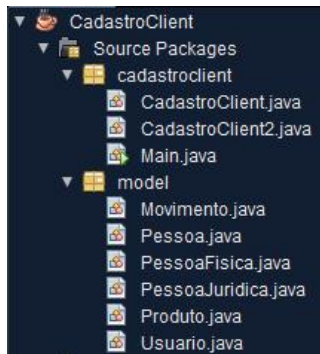 CadastroClient
Source Packages
cadastroclient
CadastroClient.java
CadastroClient2.java
Main.java
model
Movimento.java
Pessoa.java
PessoaFisica.java
PessoaJuridica.java
Produto.java
Usuario.java